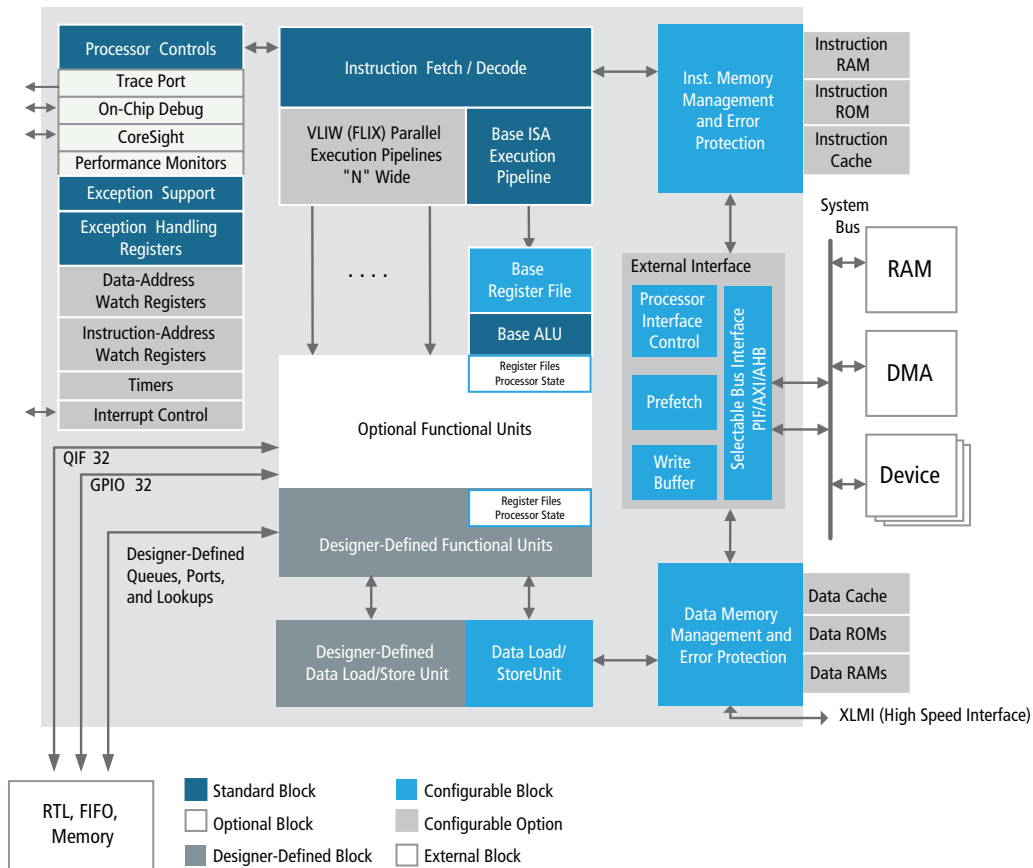 Processor Controls
Trace Port
On-Chip Debug
CoreSight
Performance Monitors
Exception Support
Exception Handling
Registers
Data-Address
Watch Registers
Instruction-Address
Watch Registers
Timers
Interrupt Control
Instruction Fetch / Decode
VLIW (FLIX) Parallel
Execution Pipelines
"N" Wide
Base ISA
Execution
Pipeline
. . . .
Base
Register File
Base ALU
Register Files
Processor State
Optional Functional Units
Register Files
Processor State
Designer-Defined Functional Units
Designer-Defined
Data Load/Store Unit
Data Load/
StoreUnit
Inst. Memory
Management
and Error
Protection
Instruction
RAM
Instruction
ROM
Instruction
Cache
External Interface
Processor
Interface
Control
Prefetch
Write
Buffer
Selectable Bus Interface
PIF/AXI/AHB
System
Bus
RAM
DMA
Device
Data Memory
Management and
Error Protection
Data Cache
Data ROMs
Data RAMs
XLMI (High Speed Interface)
QIF 32
GPIO 32
Designer-Defined
Queues, Ports,
and Lookups
RTL, FIFO,
Memory
Standard Block
Optional Block
Designer-Defined Block
Configurable Block
Configurable Option
External Block